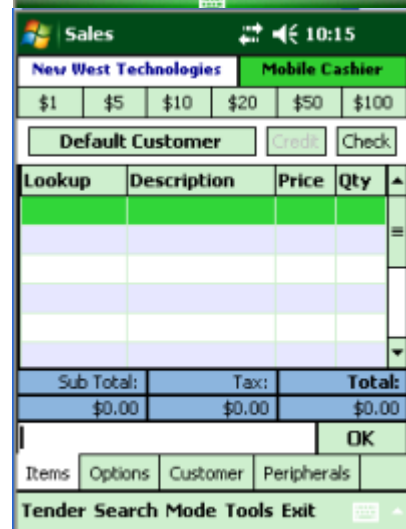 Sales 10:15
New West Technologies Mobile Cashier
$1 $5 $10 $20 $50 $100
Default Customer Credit Check
Lookup Description Price Qty
Sub Total: Tax: Total:
$0.00 $0.00 $0.00
OK
Items Options Customer Peripherals
Tender Search Mode Tools Exit